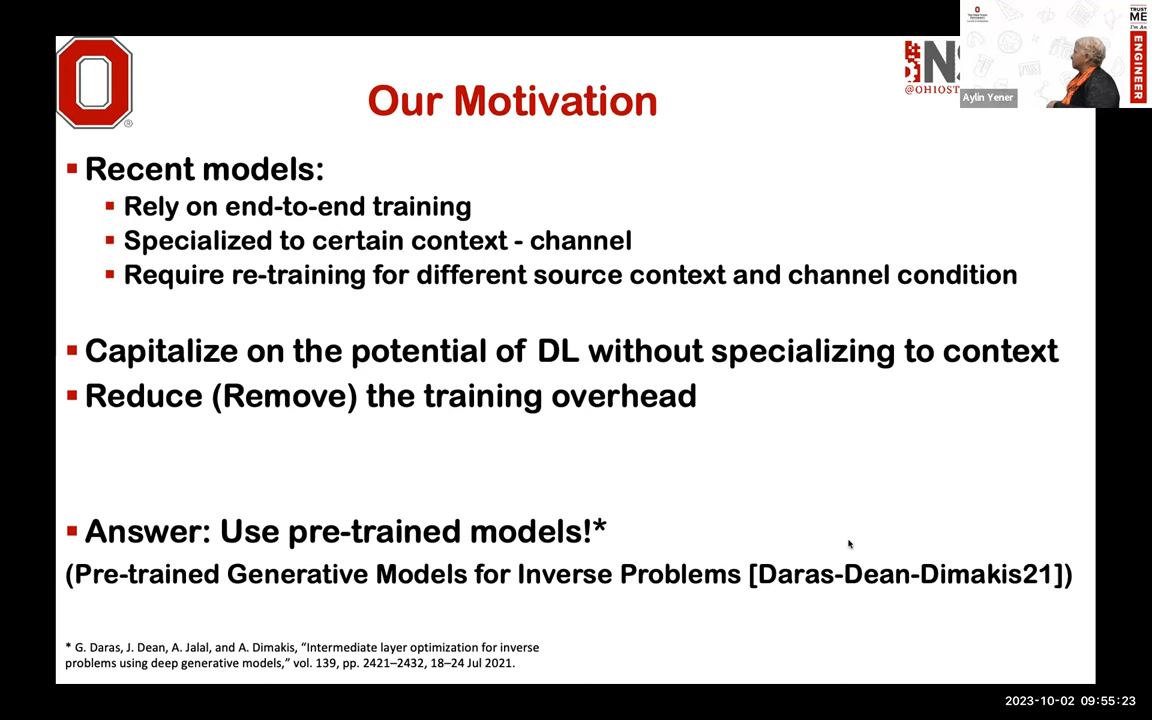 Our Motivation
@OHIOST
Aylin Yener
TRUST
ME
I'm An
ENGINEER
▪ Recent models:
▪ Rely on end-to-end training
▪ Specialized to certain context - channel
▪ Require re-training for different source context and channel condition
▪ Capitalize on the potential of DL without specializing to context
▪ Reduce (Remove) the training overhead
▪ Answer: Use pre-trained models!*
(Pre-trained Generative Models for Inverse Problems [Daras-Dean-Dimakis21])
* G. Daras, J. Dean, A. Jalal, and A. Dimakis, “Intermediate layer optimization for inverse
problems using deep generative models,” vol. 139, pp. 2421–2432, 18–24 Jul 2021.
2023-10-02 09:55:23